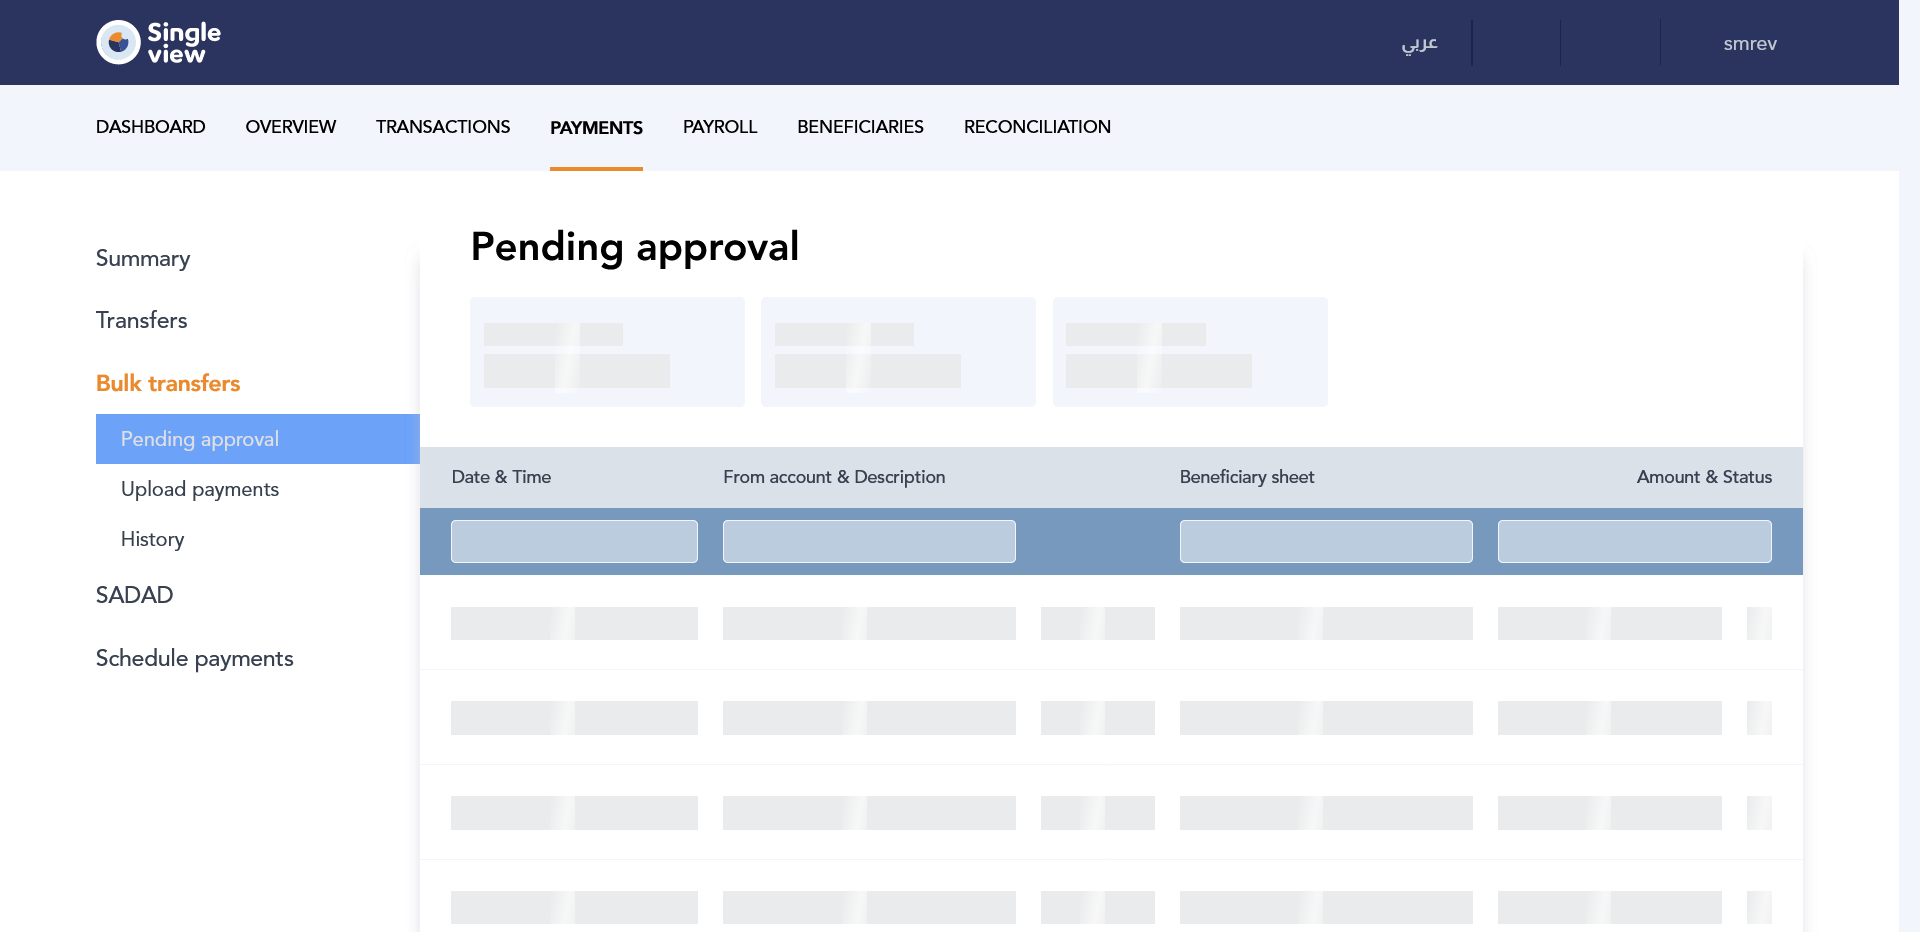 Single
view
عربي
smrev
DASHBOARD OVERVIEW TRANSACTIONS PAYMENTS PAYROLL BENEFICIARIES RECONCILIATION
Summary
Transfers
Bulk transfers
Pending approval
Upload payments
History
SADAD
Schedule payments
Pending approval
Date & Time From account & Description Beneficiary sheet Amount & Status